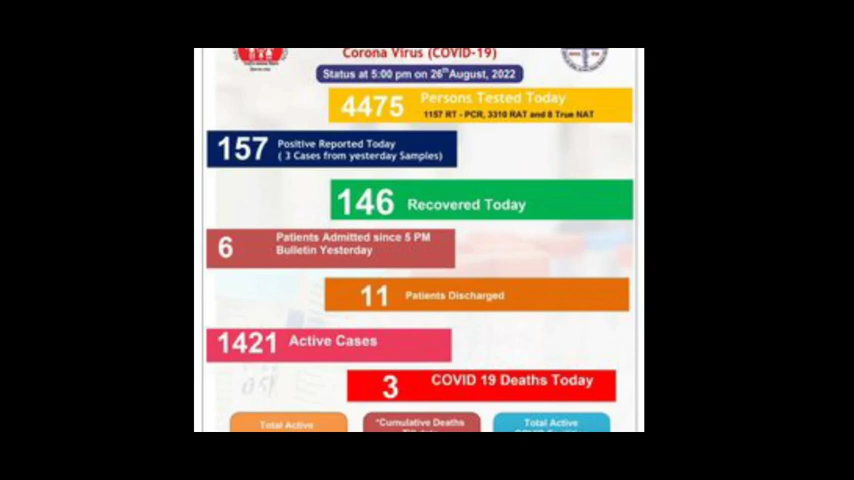 Corona Virus (COVID-19)
Status at 5:00 pm on 26th August, 2022
4475 Persons Tested Today
1157 RT - PCR, 3310 RAT and 8 True NAT
157 Positive Reported Today
( 3 Cases from yesterday Samples)
146 Recovered Today
6 Patients Admitted since 5 PM
Bulletin Yesterday
11 Patients Discharged
1421 Active Cases
3 COVID 19 Deaths Today
Total Active
*Cumulative Deaths
Total Active